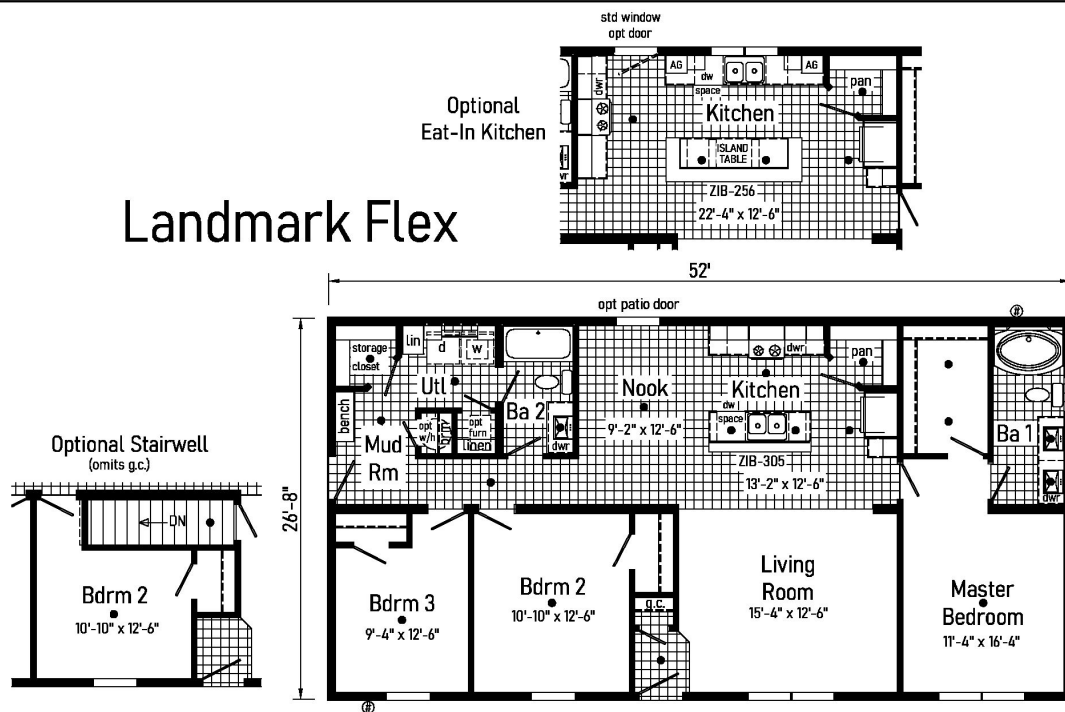 std window
opt door
AG
dw
space
AG
dwr
pan
Optional
Eat-In Kitchen
Kitchen
ISLAND
TABLE
ZIB-256
22'-4" x 12'-6"
Landmark Flex
52'
opt patio door
#
storage
closet
lin
d
w
Utl
bench
Mud
Rm
opt
w/h
opt
furn
linen
Ba 2
dwr
Nook
9'-2" x 12'-6"
dwr
Kitchen
dw
space
pan
ZIB-305
13'-2" x 12'-6"
Ba 1
dwr
26'-8"
Optional Stairwell
(omits g.c.)
DN
Bdrm 2
10'-10" x 12'-6"
Bdrm 3
9'-4" x 12'-6"
Bdrm 2
10'-10" x 12'-6"
g.c.
Living
Room
15'-4" x 12'-6"
Master
Bedroom
11'-4" x 16'-4"
#